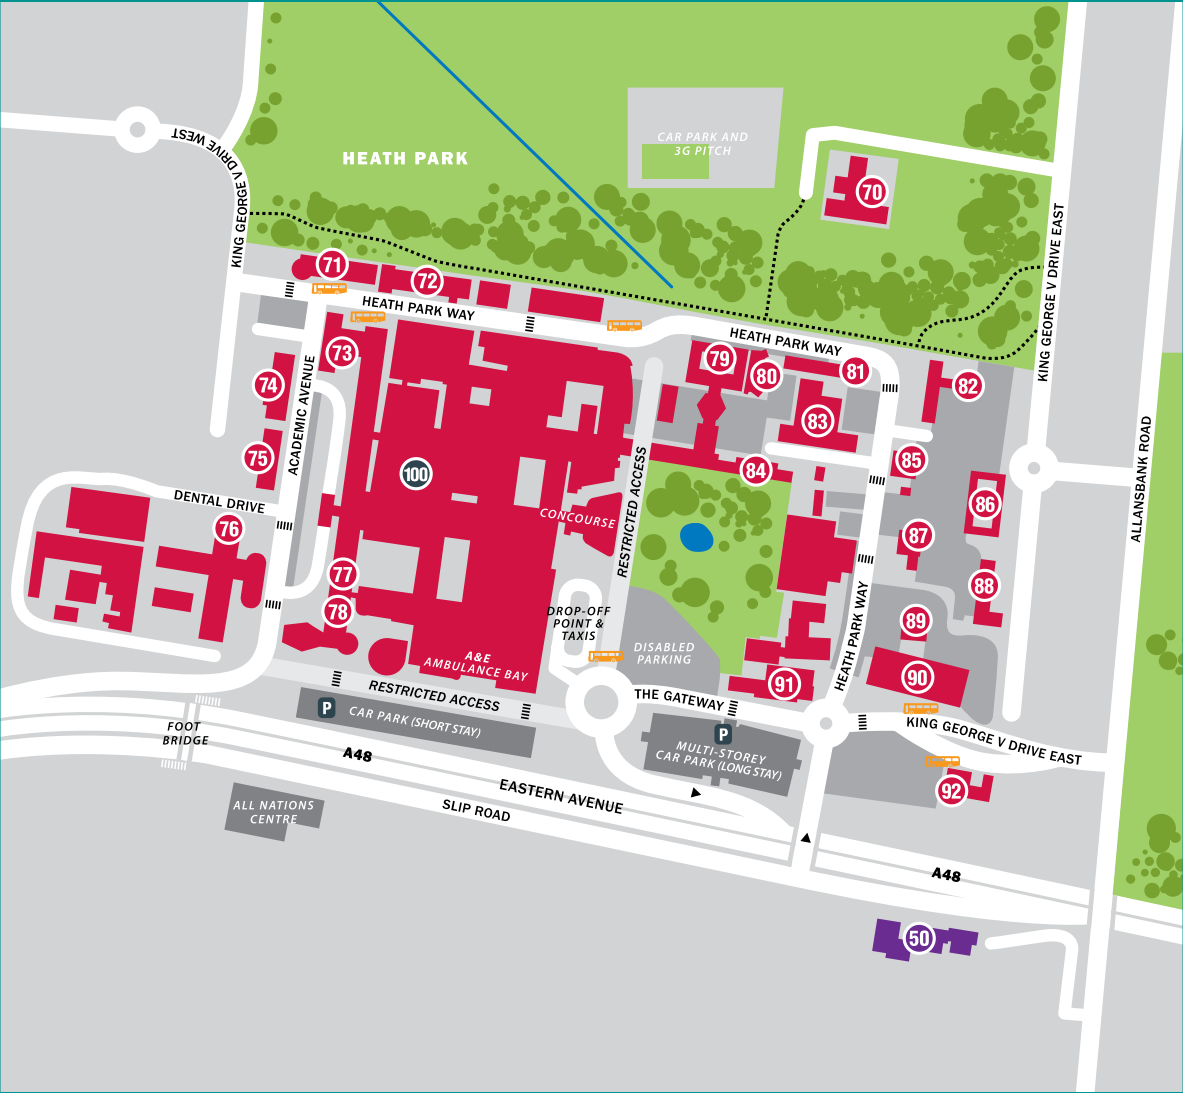 KING GEORGE V DRIVE WEST
HEATH PARK
CAR PARK AND
3G PITCH
70
KING GEORGE V DRIVE EAST
71
72
HEATH PARK WAY
HEATH PARK WAY
73
74
75
ACADEMIC AVENUE
79
80
81
82
83
84
85
86
87
88
89
90
91
92
100
CONCOURSE
RESTRICTED ACCESS
ALLANSBANK ROAD
DENTAL DRIVE
76
77
78
DROP-OFF
POINT &
TAXIS
DISABLED
PARKING
HEATH PARK WAY
A&E
AMBULANCE BAY
RESTRICTED ACCESS
THE GATEWAY
P
CAR PARK (SHORT STAY)
P
MULTI-STOREY
CAR PARK (LONG STAY)
KING GEORGE V DRIVE EAST
FOOT
BRIDGE
A48
EASTERN AVENUE
SLIP ROAD
ALL NATIONS
CENTRE
A48
50